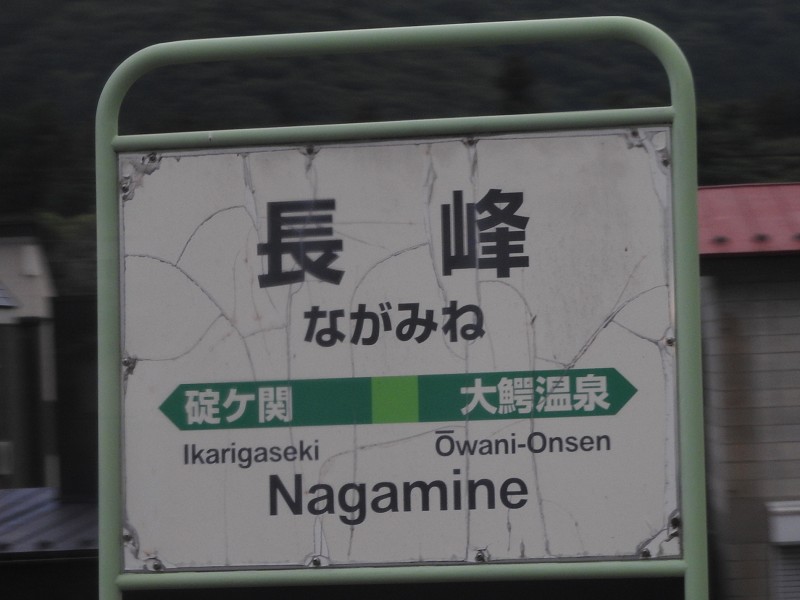 長峰
ながみね
碇ケ関 大鰐温泉
Ikarigaseki Ōwani-Onsen
Nagamine